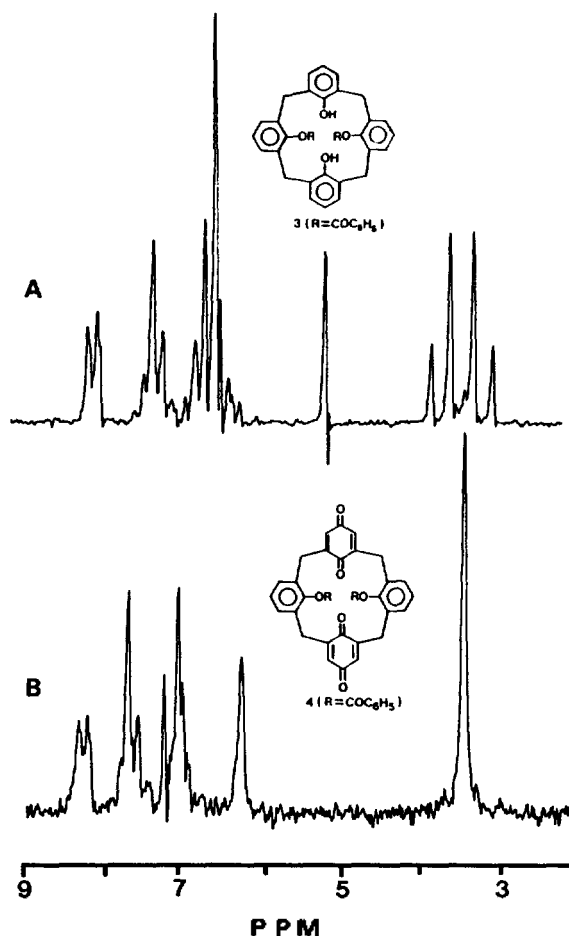 OH
OR RO
OH
3 (R=COC₆H₅)
A
O
O
OR RO
O
O
4 (R=COC₆H₅)
B
9 7 5 3
PPM